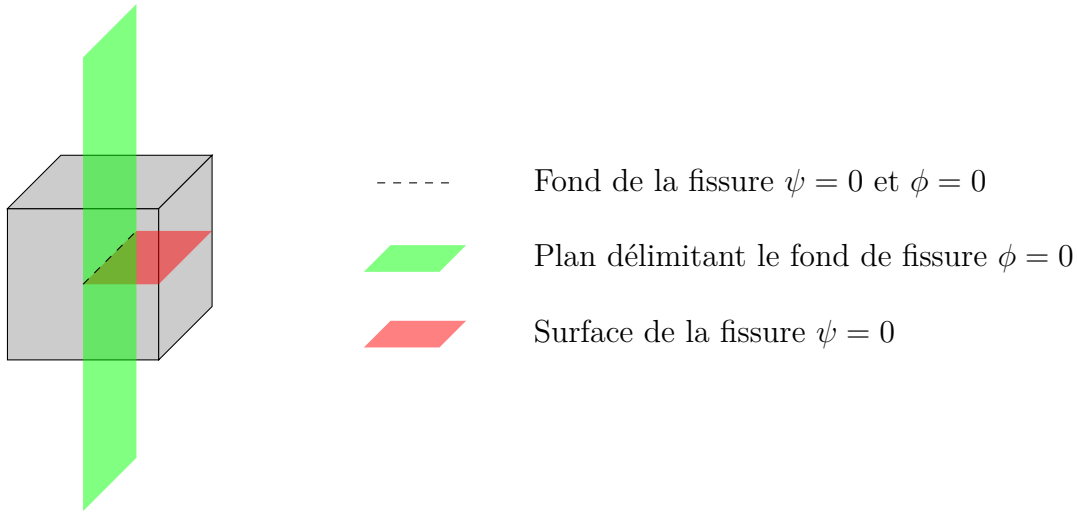 Fond de la fissure ψ = 0 et ϕ = 0
Plan délimitant le fond de fissure ϕ = 0
Surface de la fissure ψ = 0